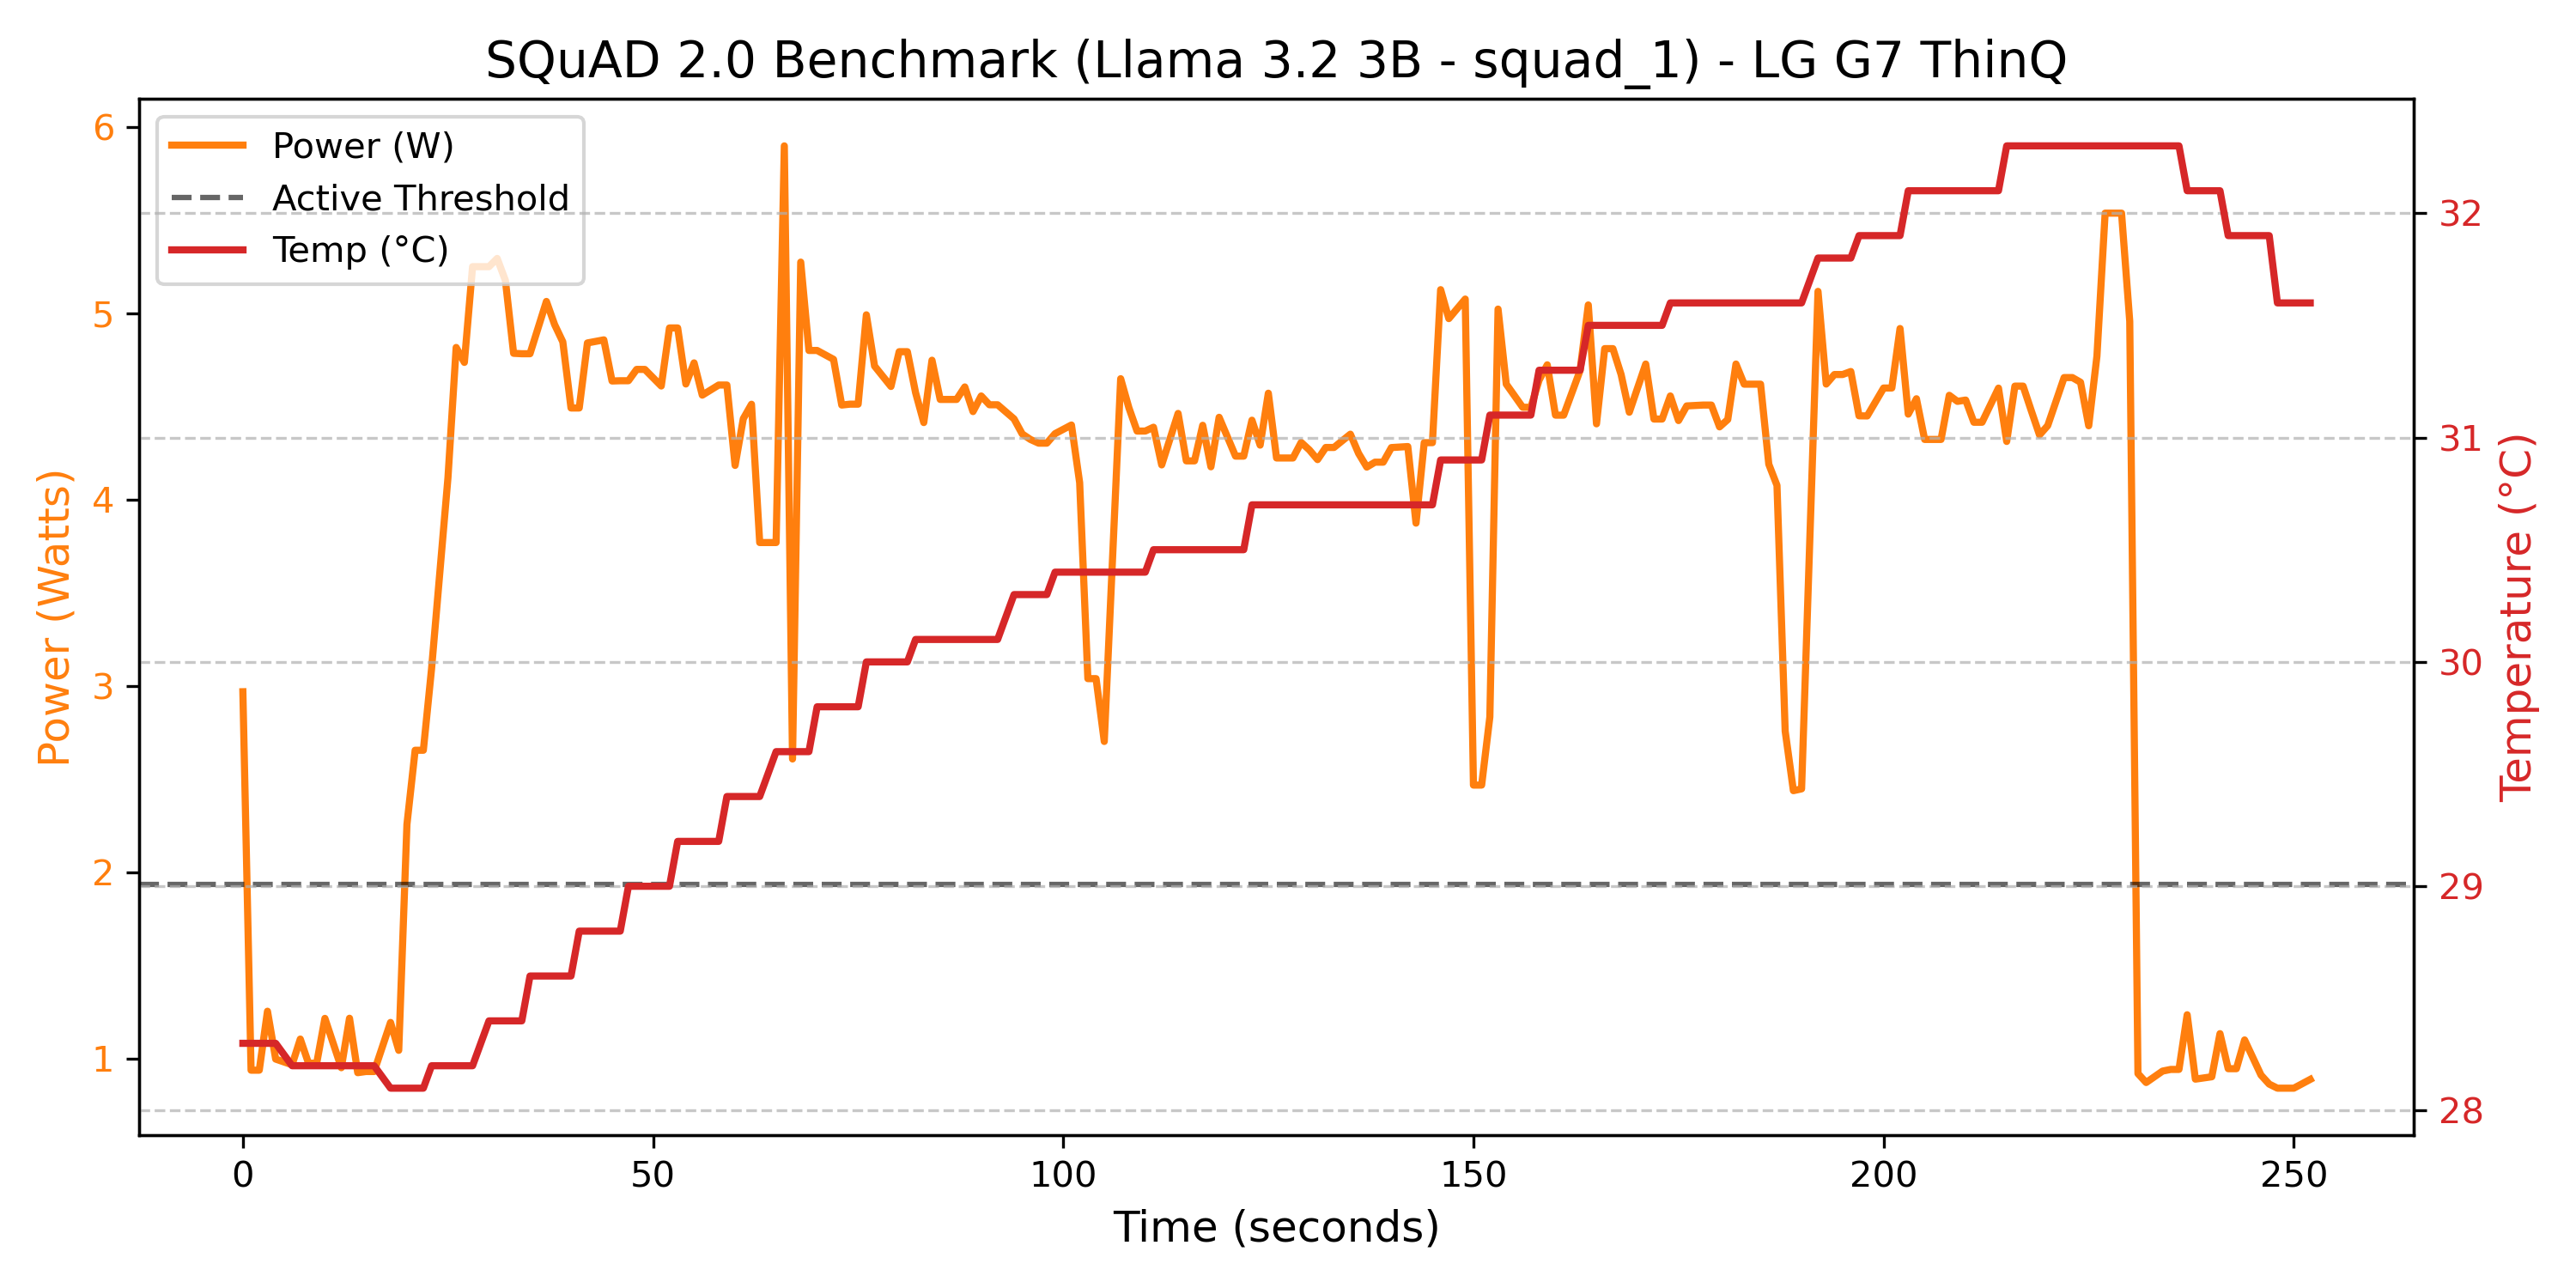 SQuAD 2.0 Benchmark (Llama 3.2 3B - squad_1) - LG G7 ThinQ
Power (W)
Active Threshold
Temp (°C)
Power (Watts)
6
5
4
3
2
1
32
31
30
29
28
Temperature (°C)
0 50 100 150 200 250
Time (seconds)